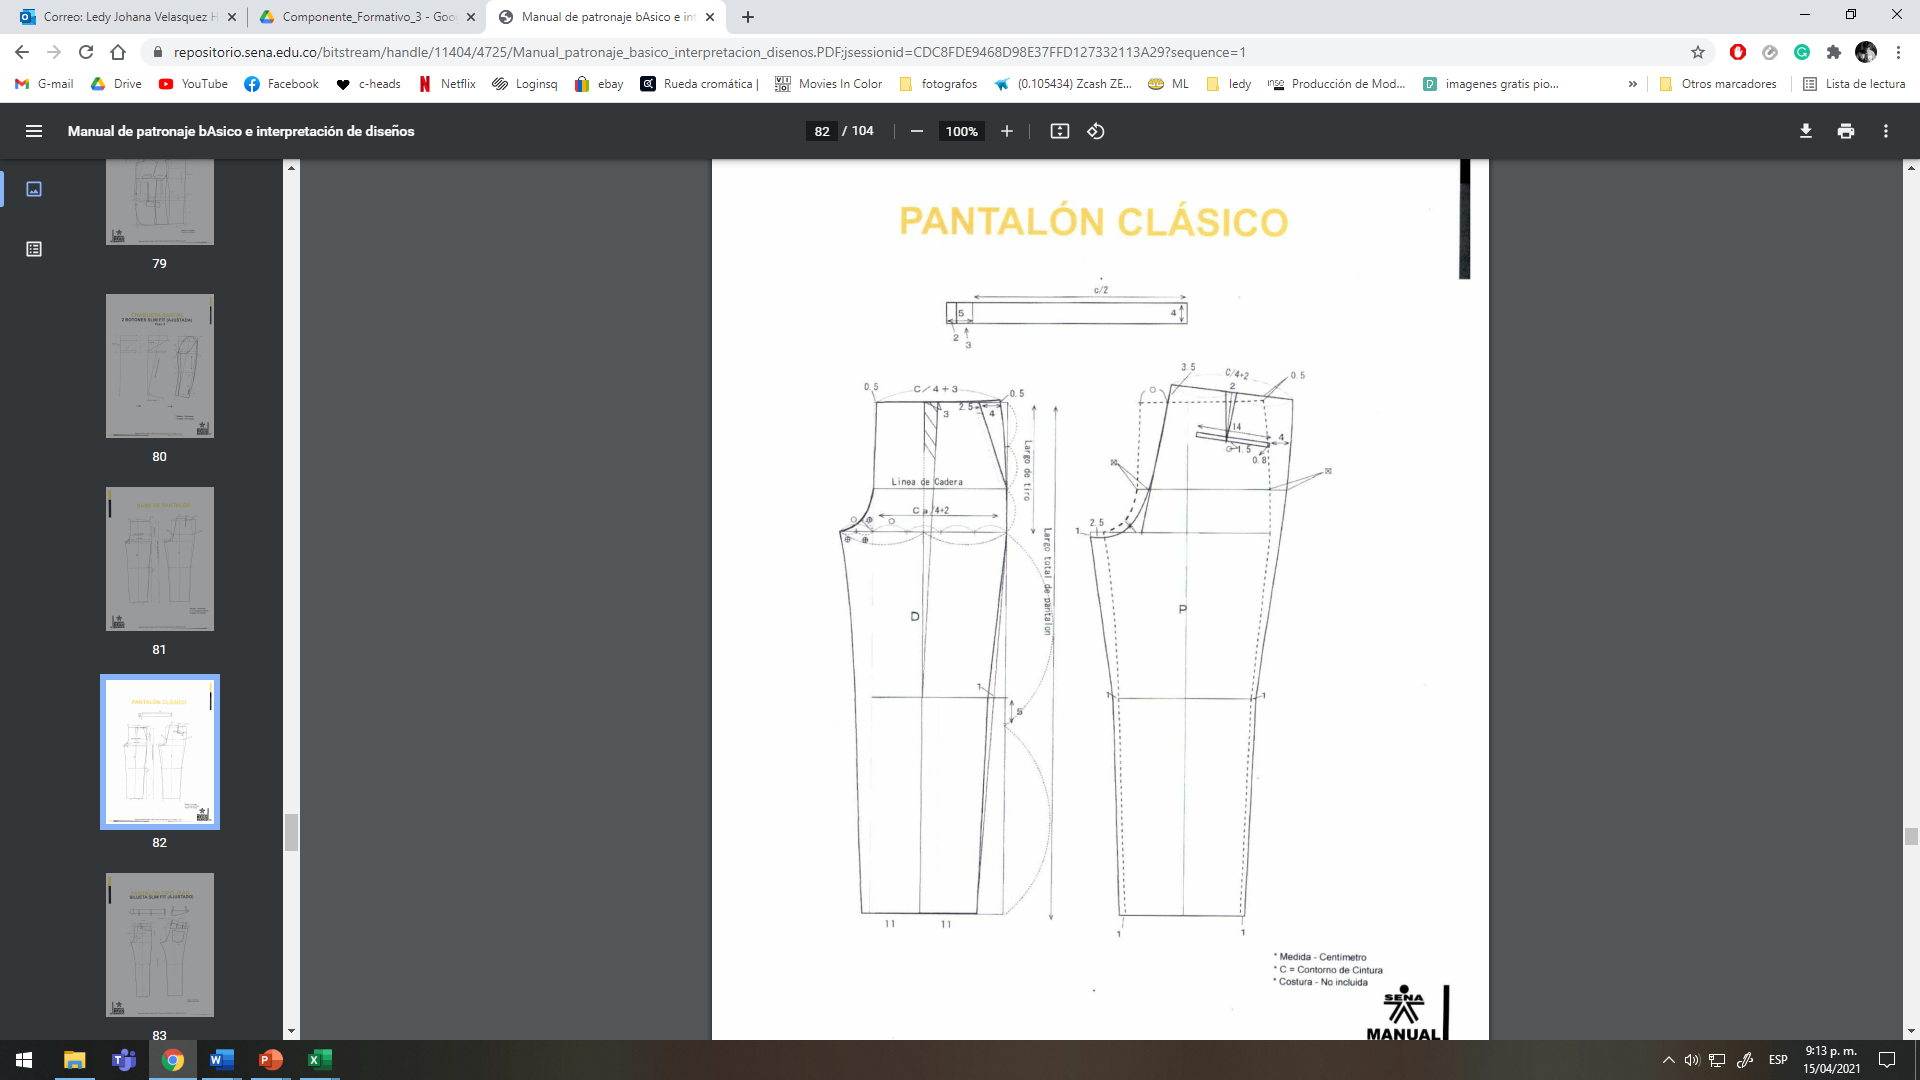 Correo: Ledy Johana Velasquez H
Componente_Formativo_3 - Goo
Manual de patronaje bAsico e in
repositorio.sena.edu.co/bitstream/handle/11404/4725/Manual_patronaje_basico_interpretacion_disenos.PDF;jsessionid=CDC8FDE9468D98E37FFD127332113A29?sequence=1
G-mail
Drive
YouTube
Facebook
c-heads
Netflix
Loginsq
ebay
Rueda cromática |
Movies In Color
fotografos
(0.105434) Zcash ZE...
ML
ledy
Producción de Mod...
imagenes gratis pio...
»
Otros marcadores
Lista de lectura
Manual de patronaje bAsico e interpretación de diseños
82 / 104
100%
79
80
81
PANTALÓN CLÁSICO
82
83
PANTALÓN CLÁSICO
c/2
5
4
2
3
0.5
C/4+3
0.5
3
2.5
4
Linea de Cadera
Ca/4+2
Largo de tiro
Largo total de pantalon
D
1
5
11
11
3.5
C/4+2
2
0.5
14
4
1.5
0.8
2.5
1
P
1
1
1
1
* Medida - Centímetro
* C = Contorno de Cintura
* Costura - No incluida
SENA
MANUAL
ESP
9:13 p. m.
15/04/2021